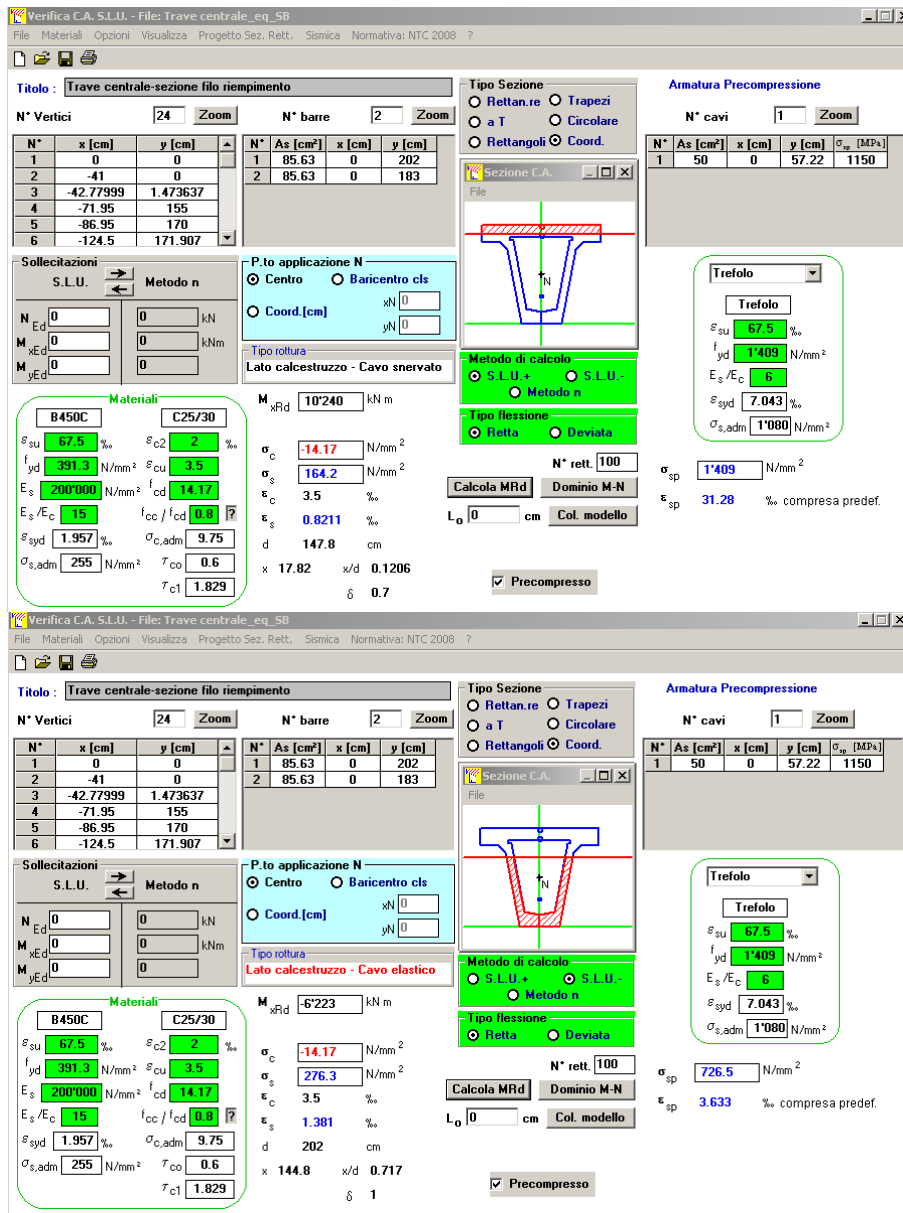 Verifica C.A. S.L.U. - File: Trave centrale_eq_SB
File Materiali Opzioni Visualizza Progetto Sez. Rett. Sismica Normativa: NTC 2008 ?
Titolo : Trave centrale-sezione filo riempimento
N° Vertici 24 Zoom N° barre 2 Zoom
N° x [cm] y [cm]
1 0 0
2 -41 0
3 -42.77999 1.473637
4 -71.95 155
5 -86.95 170
6 -124.5 171.907
N° As [cm²] x [cm] y [cm]
1 85.63 0 202
2 85.63 0 183
Tipo Sezione
Rettan.re Trapezi
a T Circolare
Rettangoli Coord.
Armatura Precompressione
N° cavi 1 Zoom
N° As [cm²] x [cm] y [cm] σsp [MPa]
1 50 0 57.22 1150
Sezione C.A.
File
N
Sollecitazioni
S.L.U. Metodo n
N Ed 0 0 kN
M xEd 0 0 kNm
M yEd 0 0
P.to applicazione N
Centro Baricentro cls
Coord.[cm] xN 0
yN 0
Tipo rottura
Lato calcestruzzo - Cavo snervato
Metodo di calcolo
S.L.U.+ S.L.U.-
Metodo n
Tipo flessione
Retta Deviata
Trefolo
Trefolo
εsu 67.5 ‰
fyd 1'409 N/mm²
Es/Ec 6
εsyd 7.043 ‰
σs,adm 1'080 N/mm²
Materiali
B450C C25/30
εsu 67.5 ‰ εc2 2 ‰
fyd 391.3 N/mm² εcu 3.5
Es 200'000 N/mm² fcd 14.17
Es/Ec 15 fcc / fcd 0.8 ?
εsyd 1.957 ‰ σc,adm 9.75
σs,adm 255 N/mm² τco 0.6
τc1 1.829
M xRd 10'240 kN m
σc -14.17 N/mm²
σs 164.2 N/mm²
εc 3.5 ‰
εs 0.8211 ‰
d 147.8 cm
x 17.82 x/d 0.1206
δ 0.7
N° rett. 100
Calcola MRd Dominio M-N
Lo 0 cm Col. modello
Precompresso
σsp 1'409 N/mm²
εsp 31.28 ‰ compresa predef.
Verifica C.A. S.L.U. - File: Trave centrale_eq_SB
File Materiali Opzioni Visualizza Progetto Sez. Rett. Sismica Normativa: NTC 2008 ?
Titolo : Trave centrale-sezione filo riempimento
N° Vertici 24 Zoom N° barre 2 Zoom
N° x [cm] y [cm]
1 0 0
2 -41 0
3 -42.77999 1.473637
4 -71.95 155
5 -86.95 170
6 -124.5 171.907
N° As [cm²] x [cm] y [cm]
1 85.63 0 202
2 85.63 0 183
Tipo Sezione
Rettan.re Trapezi
a T Circolare
Rettangoli Coord.
Armatura Precompressione
N° cavi 1 Zoom
N° As [cm²] x [cm] y [cm] σsp [MPa]
1 50 0 57.22 1150
Sezione C.A.
File
N
Sollecitazioni
S.L.U. Metodo n
N Ed 0 0 kN
M xEd 0 0 kNm
M yEd 0 0
P.to applicazione N
Centro Baricentro cls
Coord.[cm] xN 0
yN 0
Tipo rottura
Lato calcestruzzo - Cavo elastico
Metodo di calcolo
S.L.U.+ S.L.U.-
Metodo n
Tipo flessione
Retta Deviata
Trefolo
Trefolo
εsu 67.5 ‰
fyd 1'409 N/mm²
Es/Ec 6
εsyd 7.043 ‰
σs,adm 1'080 N/mm²
Materiali
B450C C25/30
εsu 67.5 ‰ εc2 2 ‰
fyd 391.3 N/mm² εcu 3.5
Es 200'000 N/mm² fcd 14.17
Es/Ec 15 fcc / fcd 0.8 ?
εsyd 1.957 ‰ σc,adm 9.75
σs,adm 255 N/mm² τco 0.6
τc1 1.829
M xRd -6'223 kN m
σc -14.17 N/mm²
σs 276.3 N/mm²
εc 3.5 ‰
εs 1.381 ‰
d 202 cm
x 144.8 x/d 0.717
δ 1
N° rett. 100
Calcola MRd Dominio M-N
Lo 0 cm Col. modello
Precompresso
σsp 726.5 N/mm²
εsp 3.633 ‰ compresa predef.